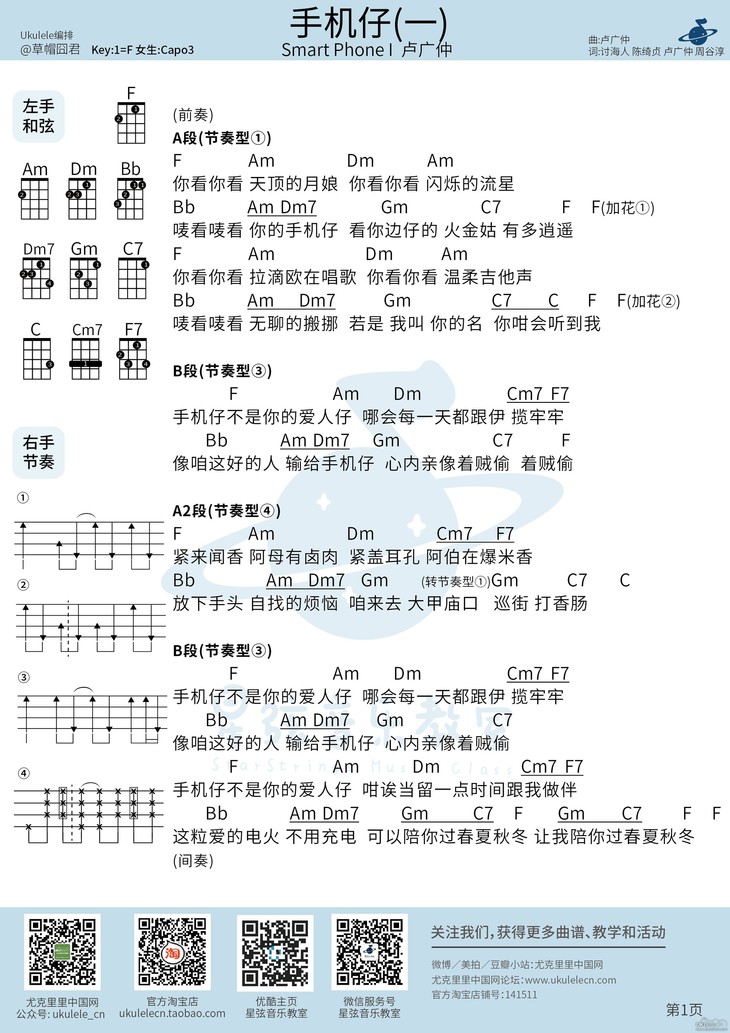 手机仔(一)
Smart Phone I 卢广仲
Ukulele编排
@草帽囧君 Key:1=F 女生:Capo3
曲:卢广仲
词:讨海人 陈绮贞 卢广仲 周谷淳
左手
和弦
F
Am Dm Bb
Dm7 Gm C7
C Cm7 F7
右手
节奏
①
②
③
④
(前奏)
A段(节奏型①)
F Am Dm Am
你看你看 天顶的月娘 你看你看 闪烁的流星
Bb Am Dm7 Gm C7 F F(加花①)
唛看唛看 你的手机仔 看你边仔的 火金姑 有多逍遥
F Am Dm Am
你看你看 拉滴欧在唱歌 你看你看 温柔吉他声
Bb Am Dm7 Gm C7 C F F(加花②)
唛看唛看 无聊的搬挪 若是 我叫 你的名 你咁会听到我
B段(节奏型③)
F Am Dm Cm7 F7
手机仔不是你的爱人仔 哪会每一天都跟伊 揽牢牢
Bb Am Dm7 Gm C7 F
像咱这好的人 输给手机仔 心内亲像着贼偷 着贼偷
A2段(节奏型④)
F Am Dm Cm7 F7
紧来闻香 阿母有卤肉 紧盖耳孔 阿伯在爆米香
Bb Am Dm7 Gm (转节奏型①)Gm C7 C
放下手头 自找的烦恼 咱来去 大甲庙口 巡街 打香肠
B段(节奏型③)
F Am Dm Cm7 F7
手机仔不是你的爱人仔 哪会每一天都跟伊 揽牢牢
Bb Am Dm7 Gm C7
像咱这好的人 输给手机仔 心内亲像着贼偷
星弦音乐教室
StarString Music Class
F Am Dm Cm7 F7
手机仔不是你的爱人仔 咁诶当留一点时间跟我做伴
Bb Am Dm7 Gm C7 F Gm C7 F F
这粒爱的电火 不用充电 可以陪你过春夏秋冬 让我陪你过春夏秋冬
(间奏)
尤克里里中国网
公众号: ukulele_cn
官方淘宝店
ukulelecn.taobao.com
优酷主页
星弦音乐教室
微信服务号
星弦音乐教室
关注我们,获得更多曲谱、教学和活动
微博／美拍／豆瓣小站:尤克里里中国网
尤克里里中国网论坛:www.ukulelecn.com
官方淘宝店铺号:141511
第1页